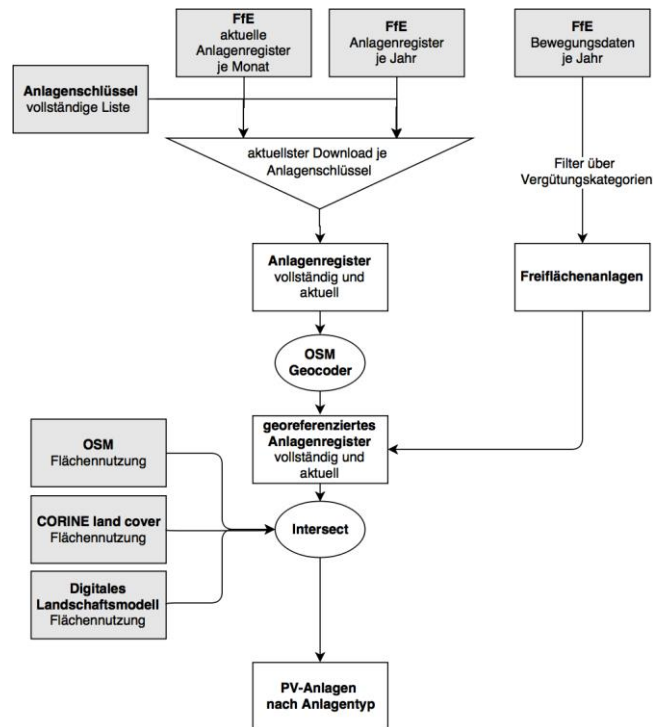 FfE
aktuelle
Anlagenregister
je Monat
FfE
Anlagenregister
je Jahr
FfE
Bewegungsdaten
je Jahr
Anlagenschlüssel
vollständige Liste
aktuellster Download je
Anlagenschlüssel
Filter über
Vergütungskategorien
Anlagenregister
vollständig und
aktuell
Freiflächenanlagen
OSM
Geocoder
georeferenziertes
Anlagenregister
vollständig und
aktuell
OSM
Flächennutzung
CORINE land cover
Flächennutzung
Digitales
Landschaftsmodell
Flächennutzung
Intersect
PV-Anlagen
nach Anlagentyp